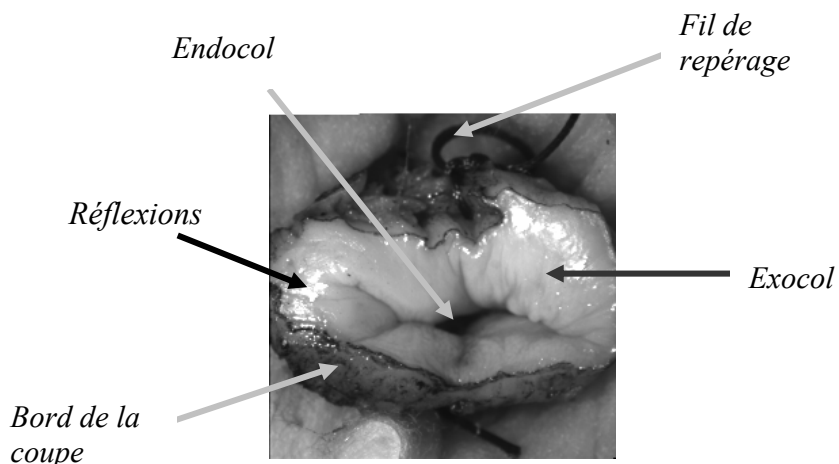 Fil de
repérage
Endocol
Réflexions
Exocol
Bord de la
coupe